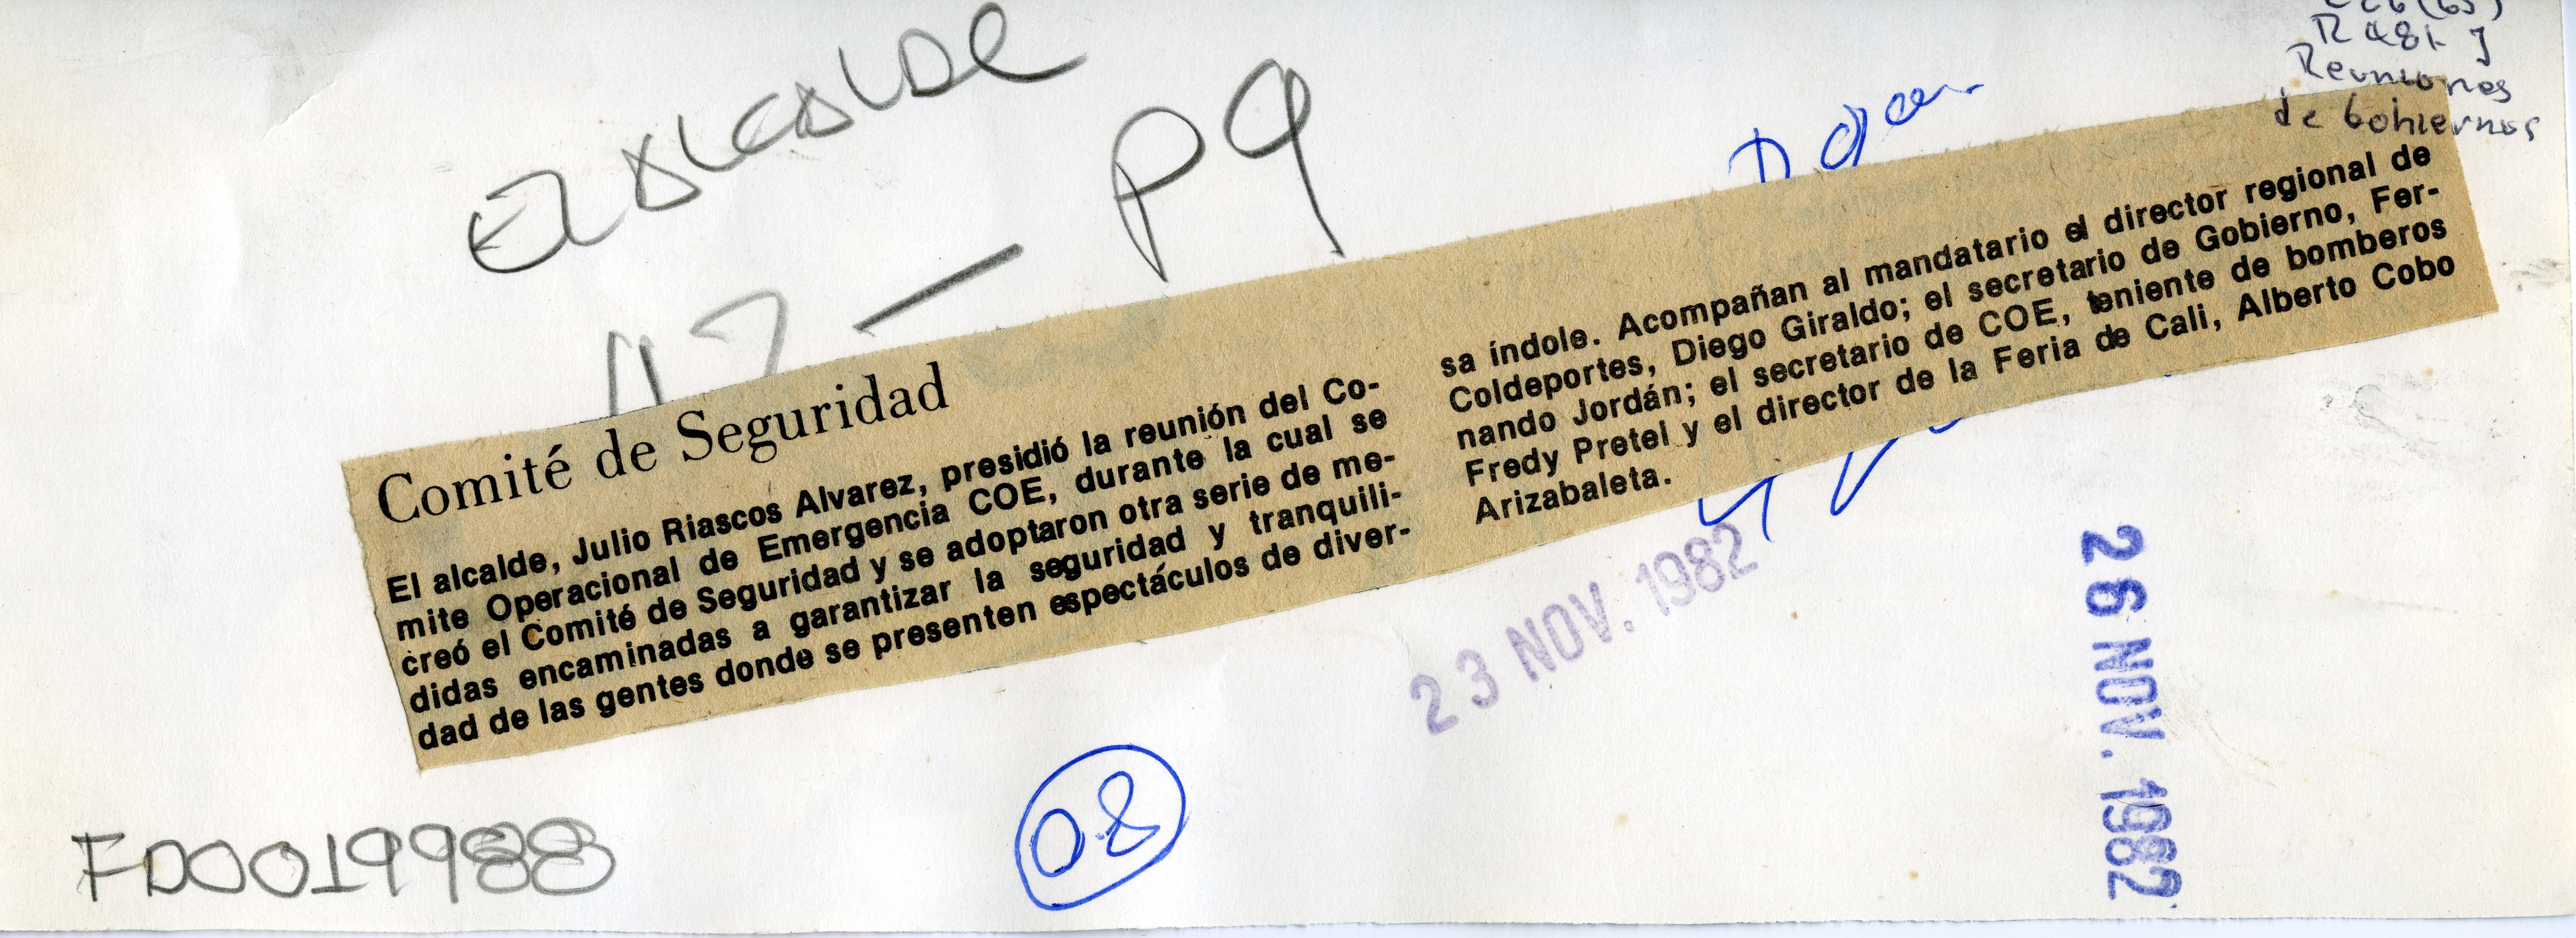 El ALCALDE
17 — P9
R481 J
Reuniones
de Gobiernos
Comité de Seguridad
El alcalde, Julio Riascos Alvarez, presidió la reunión del Co-
mite Operacional de Emergencia COE, durante la cual se
creó el Comité de Seguridad y se adoptaron otra serie de me-
didas encaminadas a garantizar la seguridad y tranquili-
dad de las gentes donde se presenten espectáculos de diver-
sa índole. Acompañan al mandatario el director regional de
Coldeportes, Diego Giraldo; el secretario de Gobierno, Fer-
nando Jordán; el secretario de COE, teniente de bomberos
Fredy Pretel y el director de la Feria de Cali, Alberto Cobo
Arizabaleta.
23 NOV. 1982
26 NOV. 1982
08
FD0019988